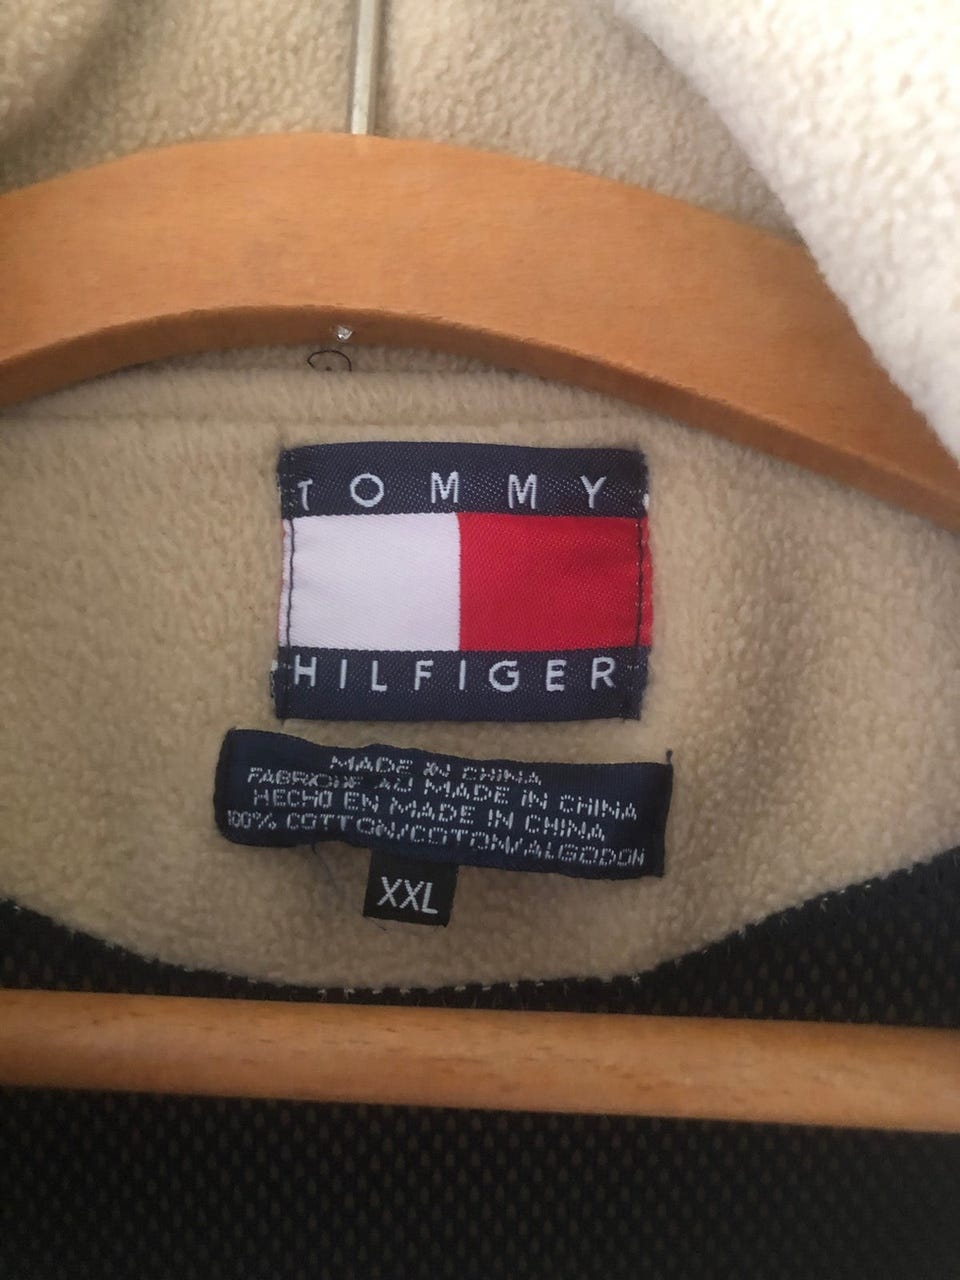 TOMMY
HILFIGER
MADE IN CHINA
FABRIQUE AU MADE IN CHINA
HECHO EN MADE IN CHINA
100% COTTON/COTON/ALGODON
XXL